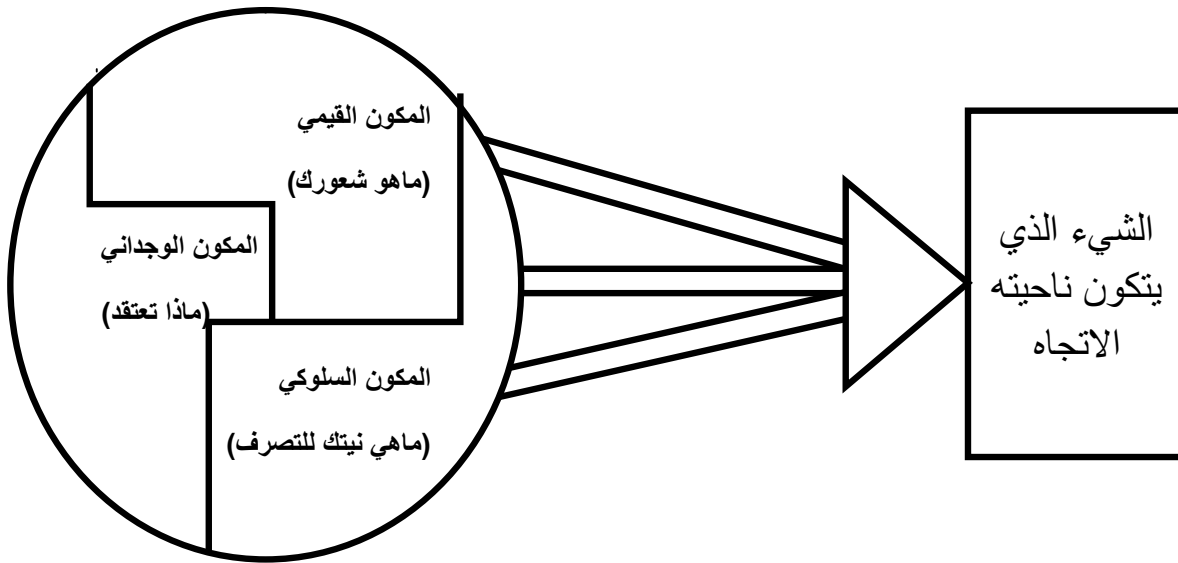 المكون القيمي
(ماهو شعورك)
المكون الوجداني
(ماذا تعتقد)
المكون السلوكي
(ماهي نيتك للتصرف)
الشيء الذي
يتكون ناحيته
الاتجاه